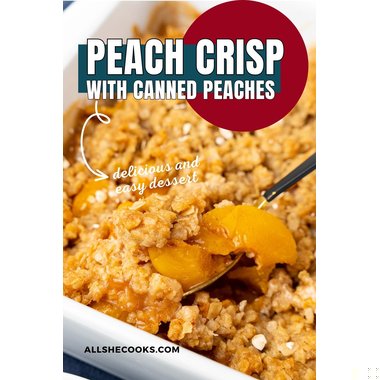 PEACH CRISP
WITH CANNED PEACHES
delicious and
easy dessert
ALLSHECOOKS.COM